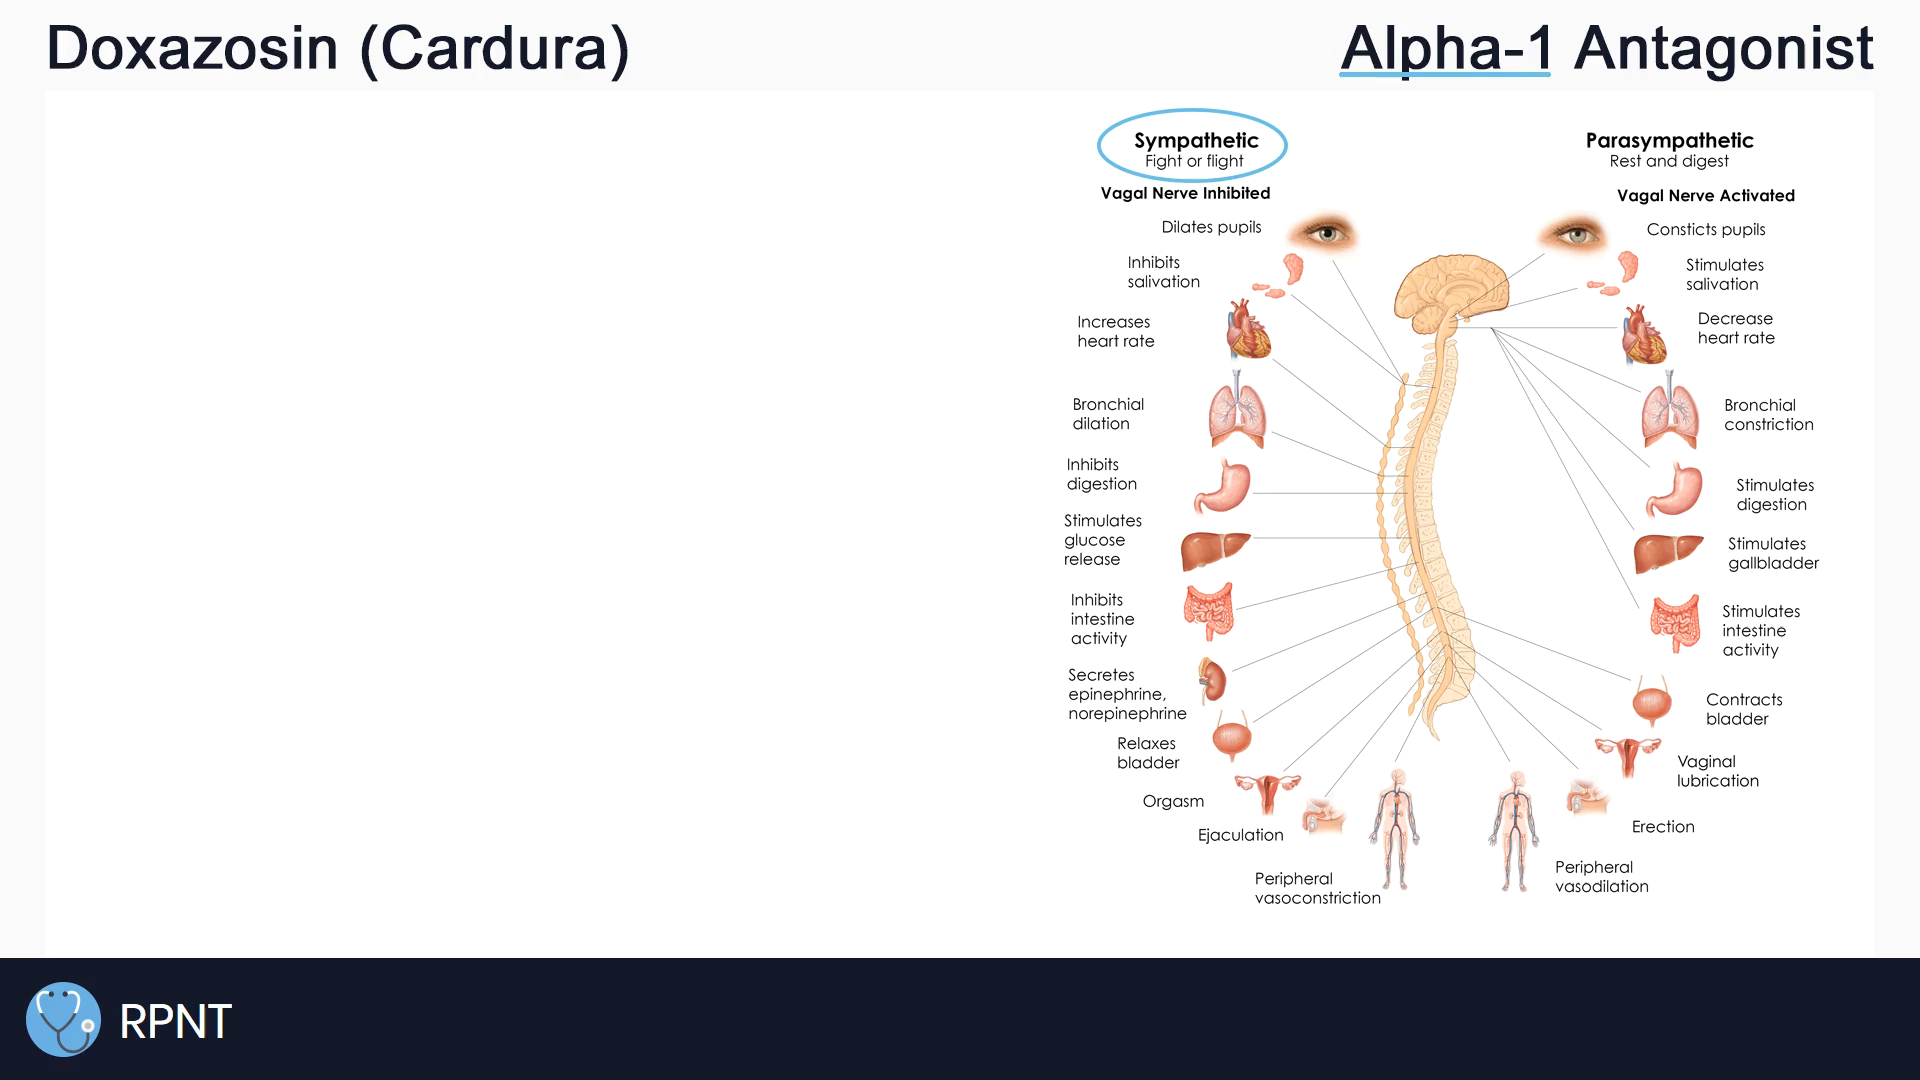 Doxazosin (Cardura)
Alpha-1 Antagonist
Sympathetic
Fight or flight
Vagal Nerve Inhibited
Dilates pupils
Inhibits
salivation
Increases
heart rate
Bronchial
dilation
Inhibits
digestion
Stimulates
glucose
release
Inhibits
intestine
activity
Secretes
epinephrine,
norepinephrine
Relaxes
bladder
Orgasm
Ejaculation
Peripheral
vasoconstriction
Parasympathetic
Rest and digest
Vagal Nerve Activated
Consticts pupils
Stimulates
salivation
Decrease
heart rate
Bronchial
constriction
Stimulates
digestion
Stimulates
gallbladder
Stimulates
intestine
activity
Contracts
bladder
Vaginal
lubrication
Erection
Peripheral
vasodilation
RPNT